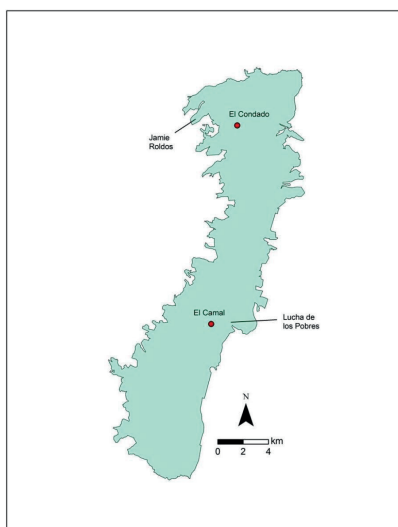 El Condado
Jamie
Roldos
El Camal
Lucha de
los Pobres
N
km
0 2 4